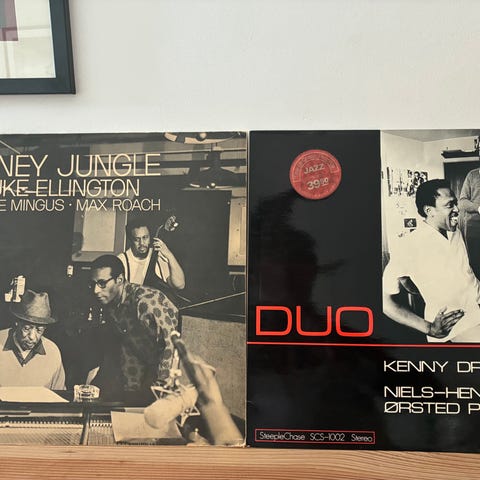 NEY JUNGLE
UKE ELLINGTON
E MINGUS · MAX ROACH
JAZZ
39.50
DUO
KENNY DR
NIELS-HEN
ØRSTED P
SteepleChase SCS-1002 Stereo